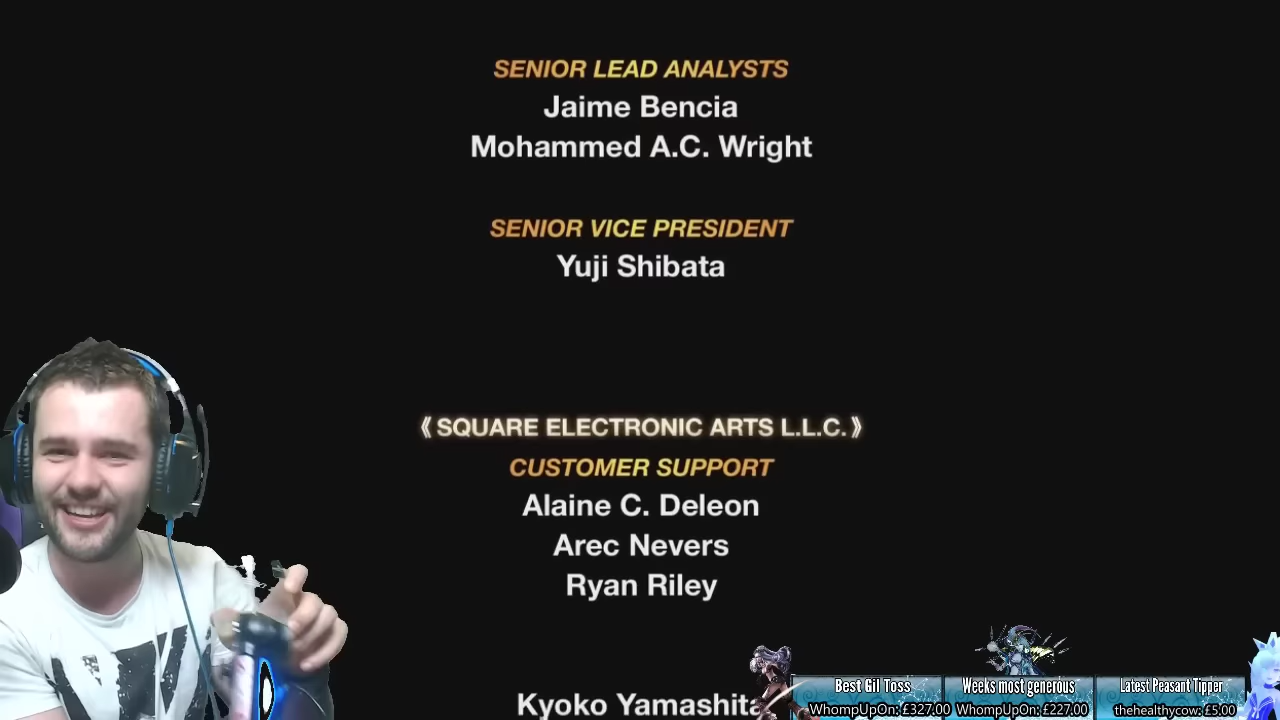 SENIOR LEAD ANALYSTS
Jaime Bencia
Mohammed A.C. Wright
SENIOR VICE PRESIDENT
Yuji Shibata
《SQUARE ELECTRONIC ARTS L.L.C.》
CUSTOMER SUPPORT
Alaine C. Deleon
Arec Nevers
Ryan Riley
Kyoko Yamashita
Best Gil Toss
WhompUpOn: £327.00
Weeks most generous
WhompUpOn: £227.00
Latest Peasant Tipper
thehealthycow: £5.00